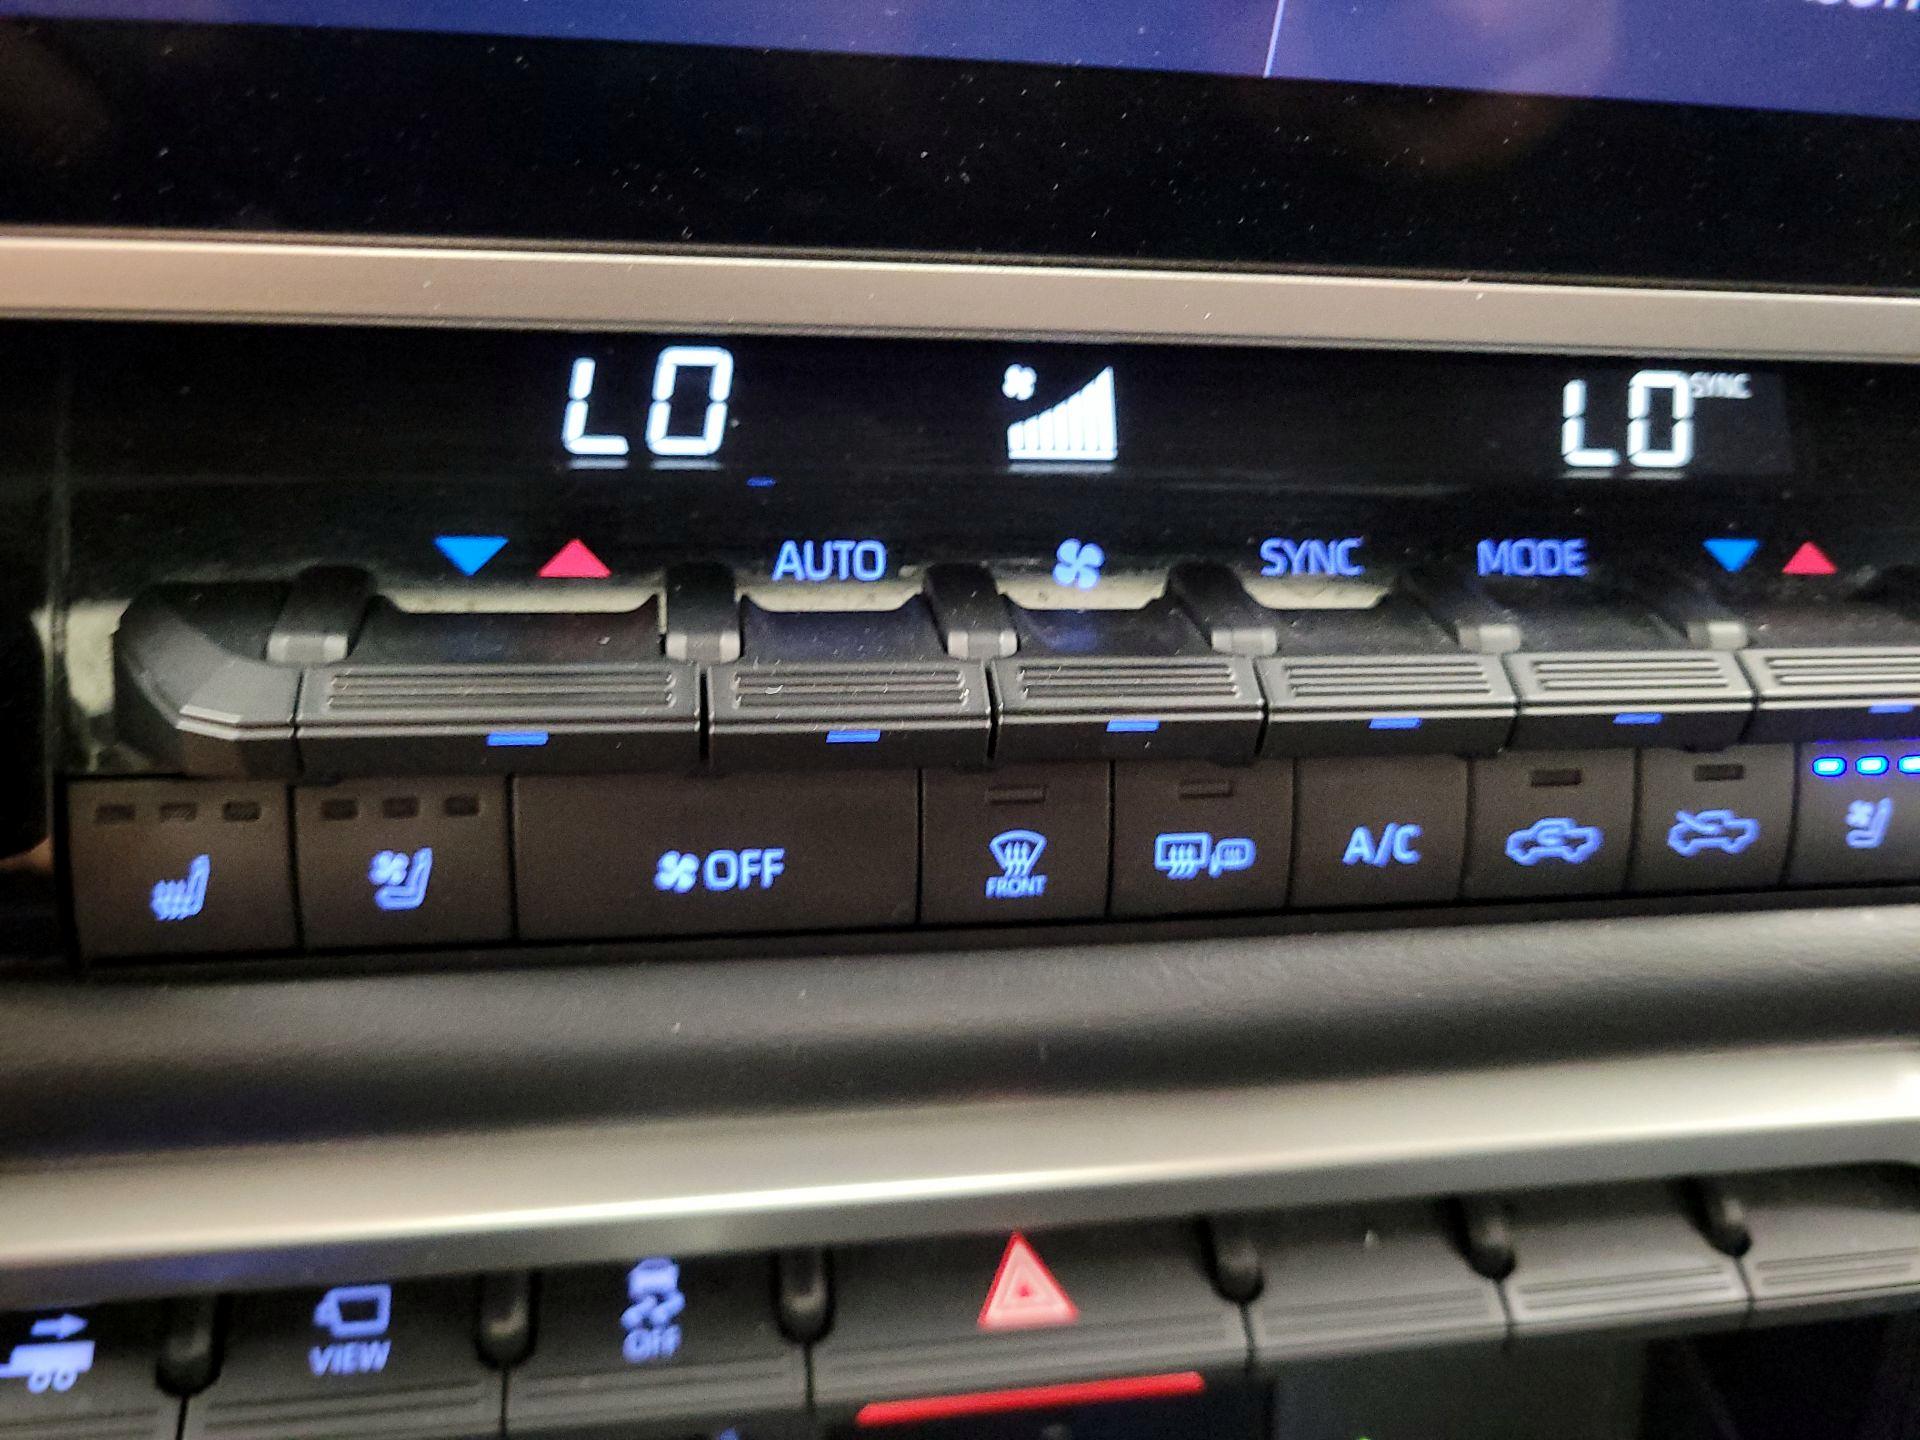 LO LO SYNC
AUTO SYNC MODE
OFF FRONT A/C
VIEW OFF